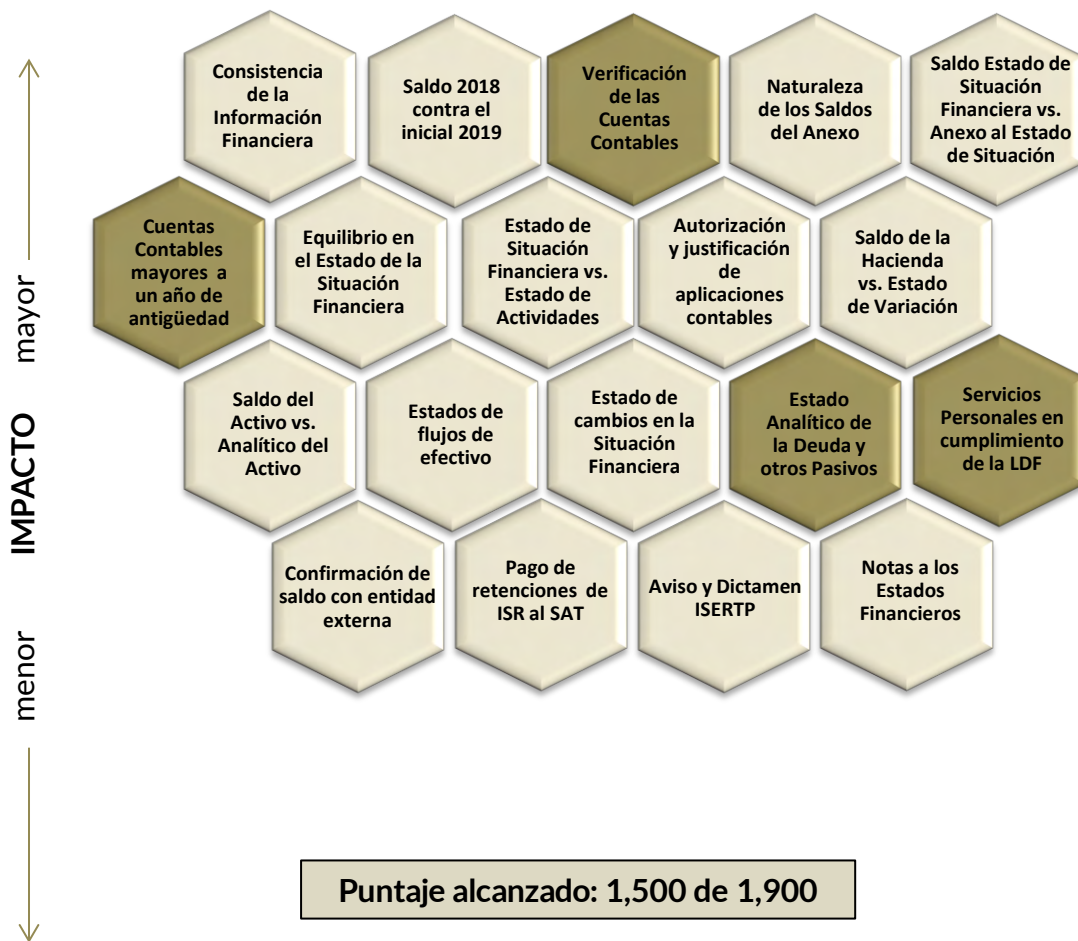 Consistencia
de la
Información
Financiera
Saldo 2018
contra el
inicial 2019
Verificación
de las
Cuentas
Contables
Naturaleza
de los Saldos
del Anexo
Saldo Estado de
Situación
Financiera vs.
Anexo al Estado
de Situación
Cuentas
Contables
mayores a
un año de
antigüedad
Equilibrio en
el Estado de la
Situación
Financiera
Estado de
Situación
Financiera vs.
Estado de
Actividades
Autorización
y justificación
de
aplicaciones
contables
Saldo de la
Hacienda
vs. Estado
de Variación
Saldo del
Activo vs.
Analítico del
Activo
Estados de
flujos de
efectivo
Estado de
cambios en la
Situación
Financiera
Estado
Analítico de
la Deuda y
otros Pasivos
Servicios
Personales en
cumplimiento
de la LDF
Confirmación de
saldo con entidad
externa
Pago de
retenciones de
ISR al SAT
Aviso y Dictamen
ISERTP
Notas a los
Estados
Financieros
menor IMPACTO mayor
Puntaje alcanzado: 1,500 de 1,900